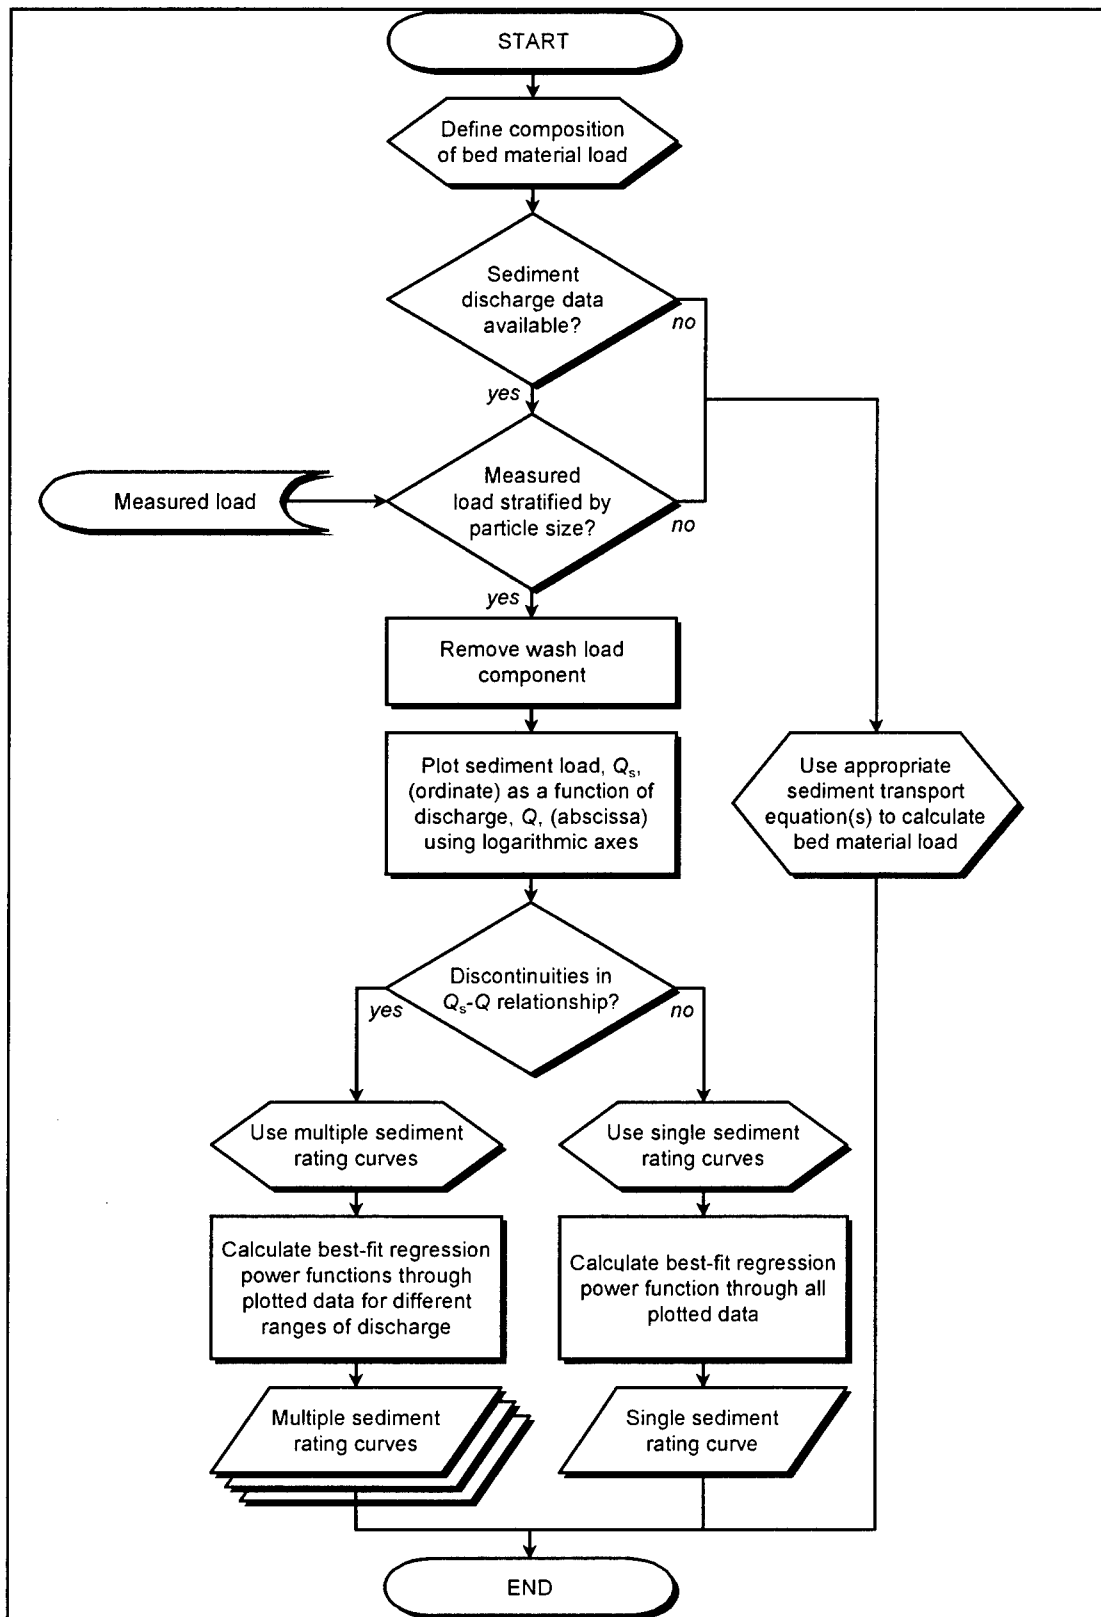 START
Define composition
of bed material load
Sediment
discharge data
available?
no
yes
Measured load
Measured
load stratified by
particle size?
no
yes
Remove wash load
component
Plot sediment load, Qs,
(ordinate) as a function of
discharge, Q, (abscissa)
using logarithmic axes
Use appropriate
sediment transport
equation(s) to calculate
bed material load
Discontinuities in
Qs-Q relationship?
yes
no
Use multiple sediment
rating curves
Use single sediment
rating curves
Calculate best-fit regression
power functions through
plotted data for different
ranges of discharge
Calculate best-fit regression
power function through all
plotted data
Multiple sediment
rating curves
Single sediment
rating curve
END